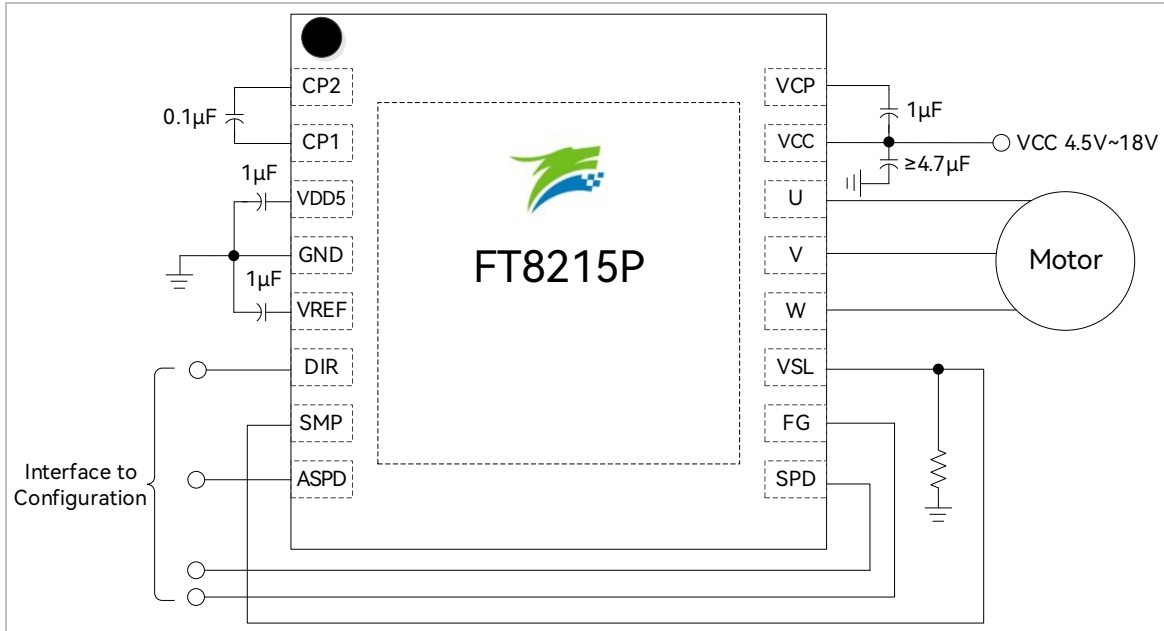 CP2
0.1μF
CP1
1μF
VDD5
GND
1μF
VREF
DIR
SMP
Interface to
Configuration
ASPD
FT8215P
VCP
1μF
VCC
VCC 4.5V~18V
≥4.7μF
U
V
Motor
W
VSL
FG
SPD